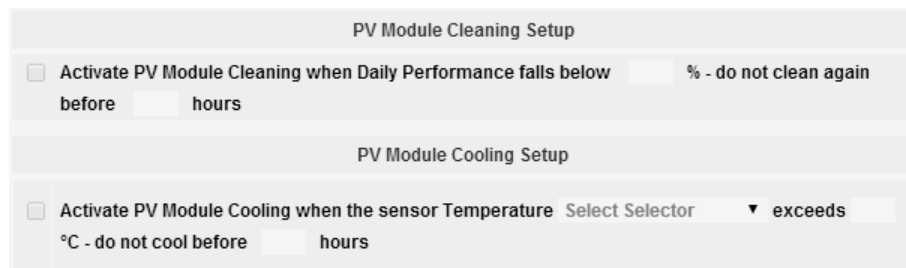 PV Module Cleaning Setup
Activate PV Module Cleaning when Daily Performance falls below % - do not clean again
before hours
PV Module Cooling Setup
Activate PV Module Cooling when the sensor Temperature Select Selector ▼ exceeds
°C - do not cool before hours